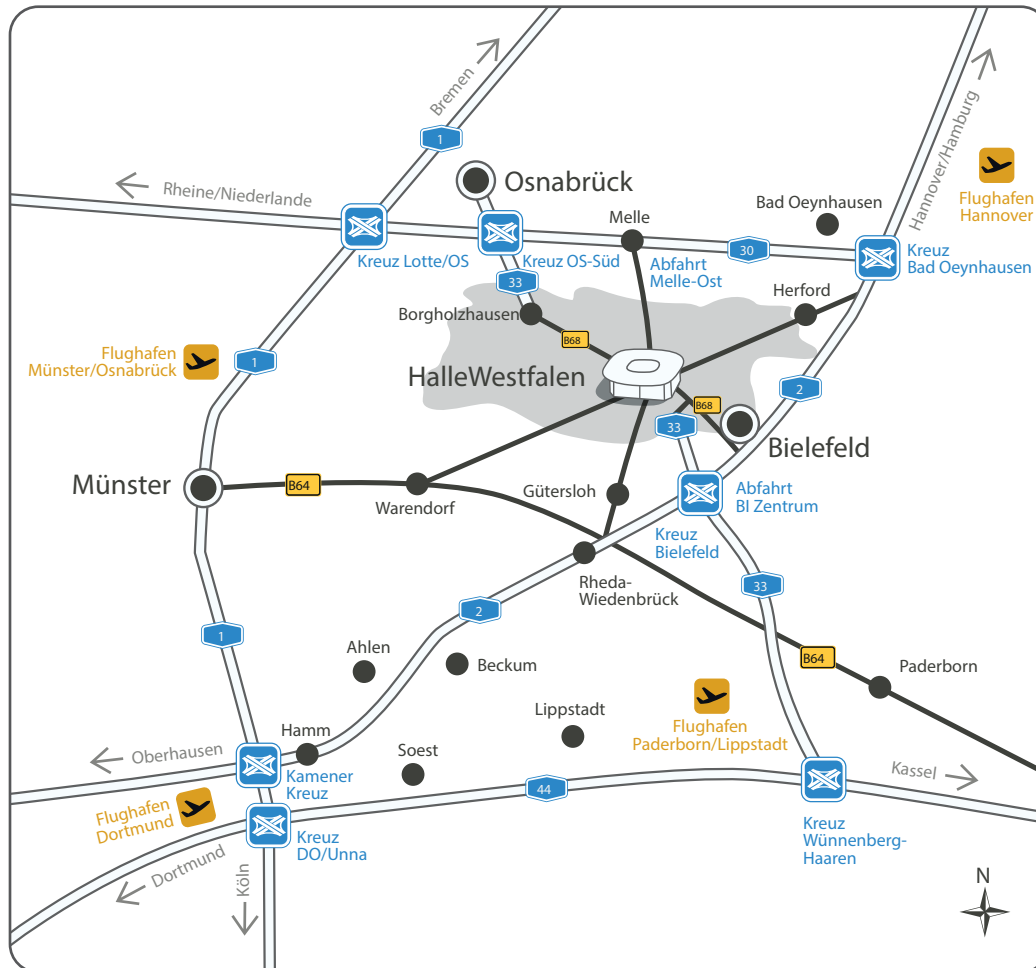 Bremen
1
Hannover/Hamburg
Rheine/Niederlande
Osnabrück
Flughafen
Hannover
Melle
Bad Oeynhausen
Kreuz Lotte/OS
Kreuz OS-Süd
Abfahrt
Melle-Ost
30
Kreuz
Bad Oeynhausen
33
Borgholzhausen
Herford
B68
Flughafen
Münster/Osnabrück
1
HalleWestfalen
2
B68
33
Bielefeld
Münster
B64
Warendorf
Gütersloh
Abfahrt
BI Zentrum
Kreuz
Bielefeld
Rheda-
Wiedenbrück
33
2
1
Ahlen
Beckum
B64
Paderborn
Lippstadt
Flughafen
Paderborn/Lippstadt
Hamm
Soest
Oberhausen
Kamener
Kreuz
44
Kassel
Flughafen
Dortmund
Kreuz
DO/Unna
Kreuz
Wünnenberg-
Haaren
Dortmund
Köln
N